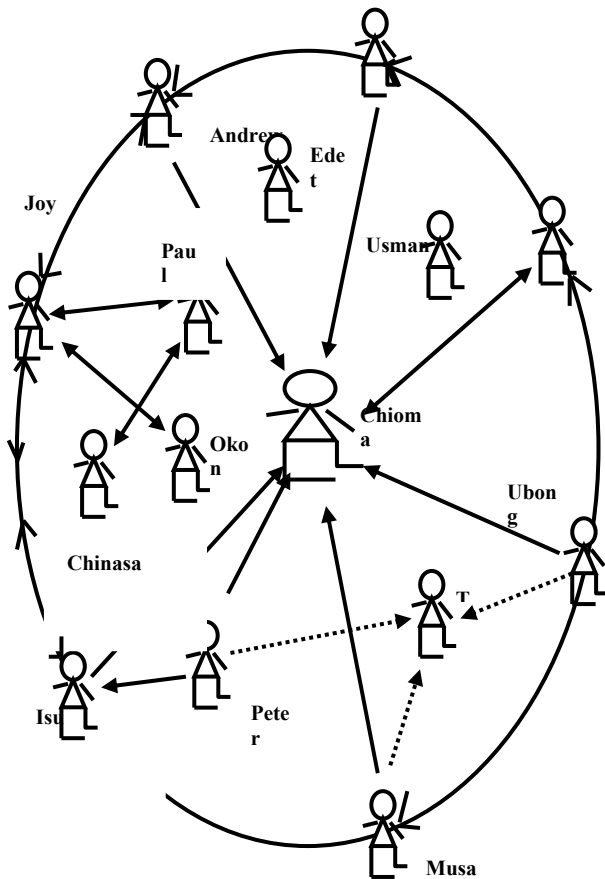 Andrew
Ede
t
Joy
Usman
Pau
l
Chiom
a
Oko
n
Ubon
g
Chinasa
T
Isu
Pete
r
Musa